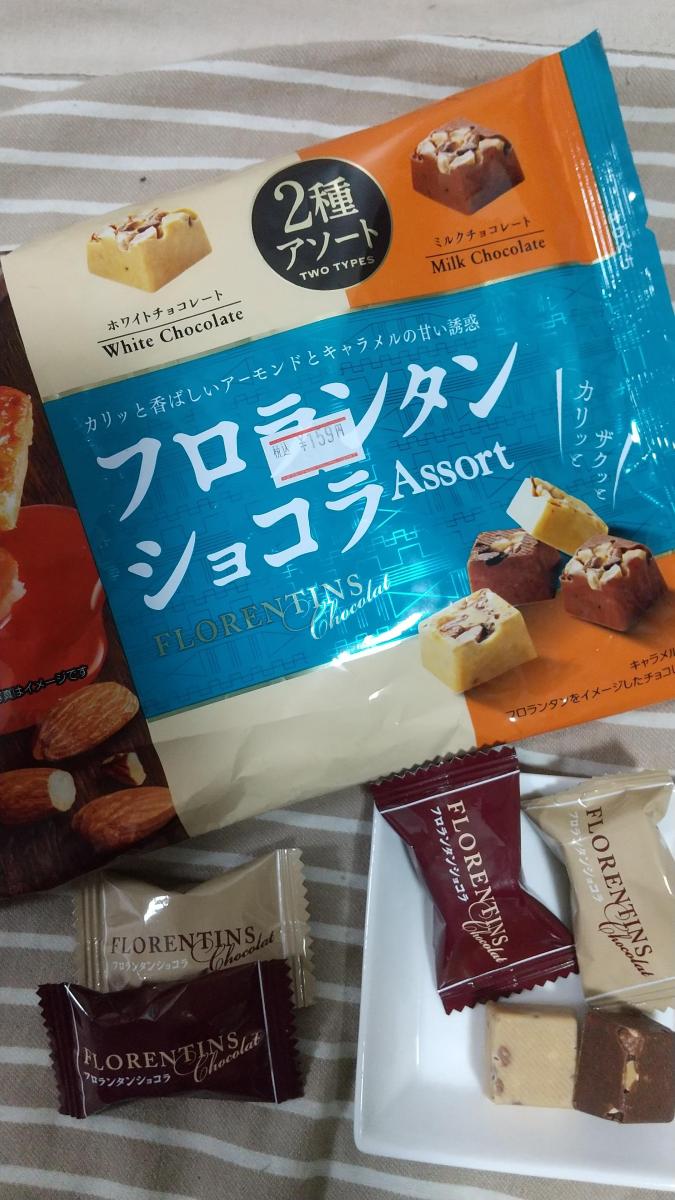 2種
アソート
TWO TYPES
ホワイトチョコレート
White Chocolate
ミルクチョコレート
Milk Chocolate
カリッと香ばしいアーモンドとキャラメルの甘い誘惑
フロランタン
税込 ¥159円
ショコラ Assort
FLORENTINS
Chocolat
カリッと
ザクッと
写真はイメージです
キャラメル
フロランタンをイメージしたチョコレ
FLORENTINS
Chocolat
フロランタンショコラ
FLORENTINS
Chocolat
フロランタンショコラ
FLORENTINS
Chocolat
フロランタンショコラ
FLORENTINS
Chocolat
フロランタンショコラ